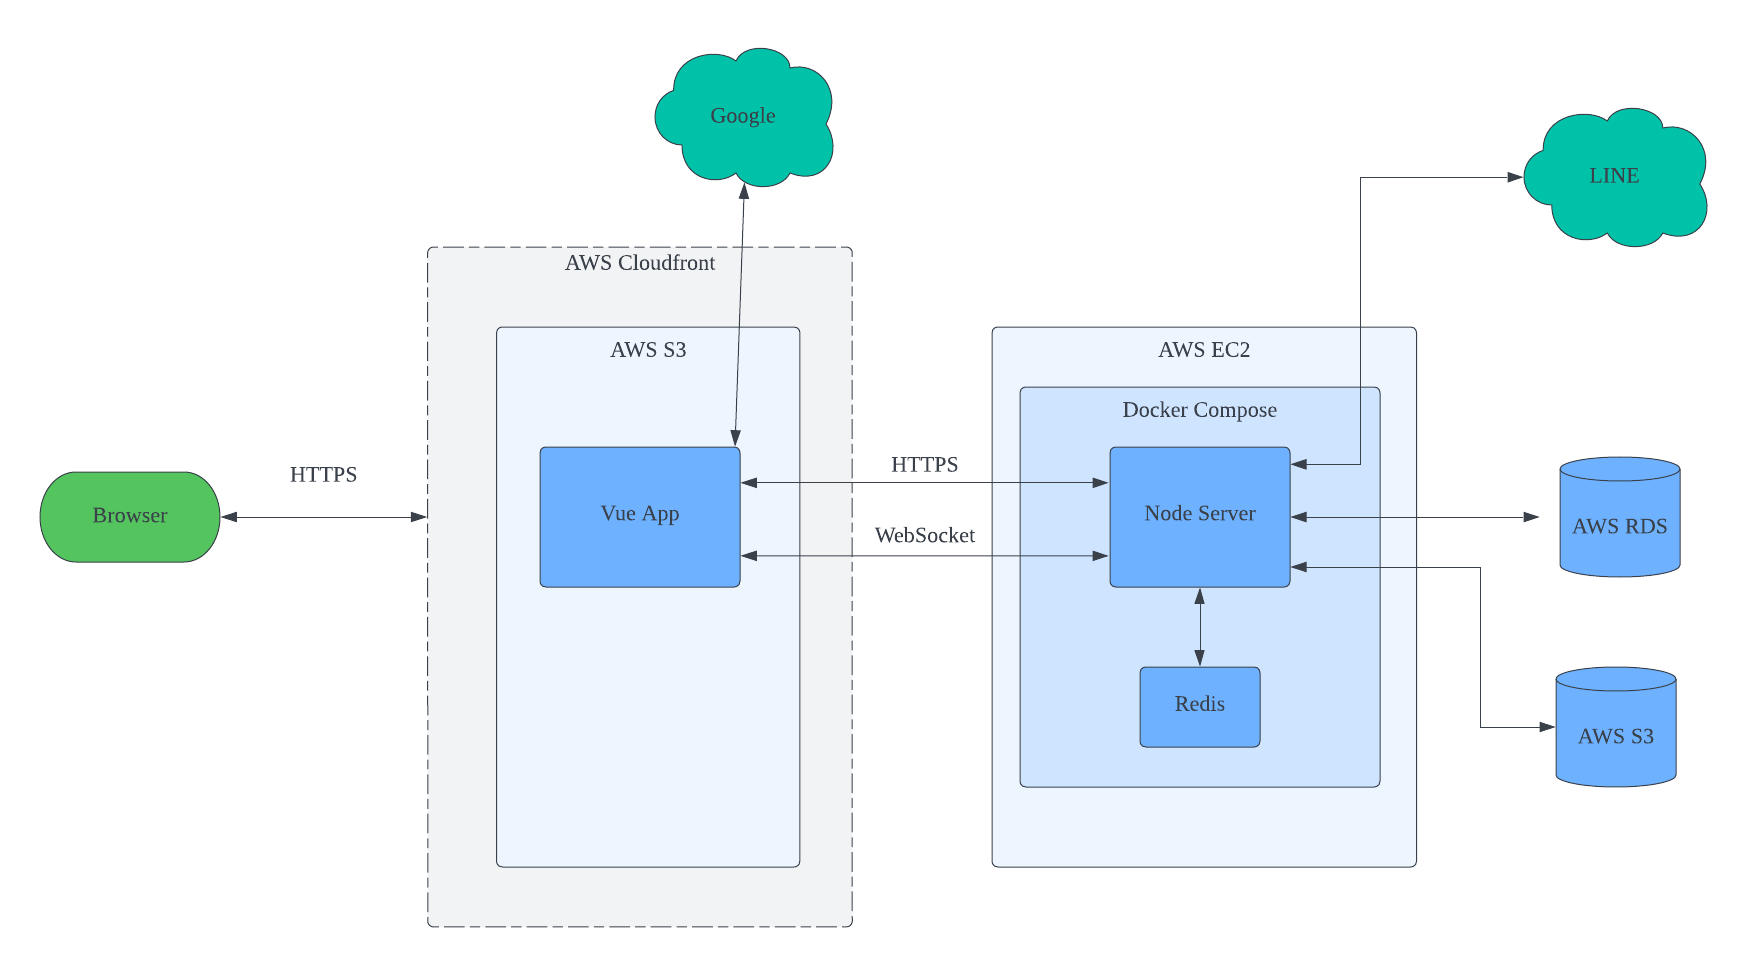 Google
LINE
AWS Cloudfront
AWS S3
AWS EC2
Docker Compose
HTTPS
HTTPS
Browser
Vue App
Node Server
AWS RDS
WebSocket
Redis
AWS S3